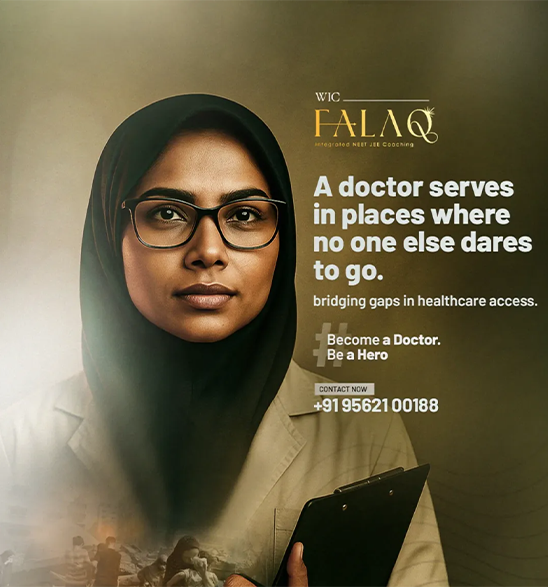 WIC
FALAQ
Integrated NEET JEE Coaching
A doctor serves
in places where
no one else dares
to go.
bridging gaps in healthcare access.
#
Become a Doctor.
Be a Hero
CONTACT NOW
+91 95621 00188